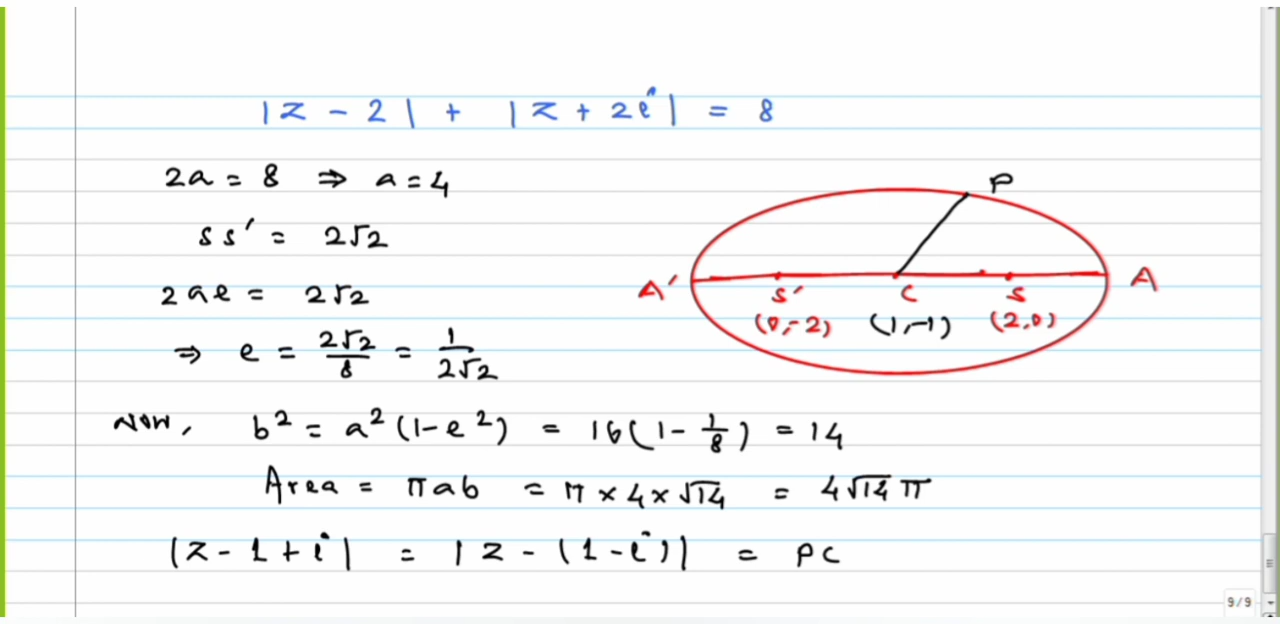 |z - 2| + |z + 2i| = 8
2a = 8 ⇒ a = 4
SS' = 2√2
2ae = 2√2
⇒ e = 2√2/8 = 1/2√2
P
A' S' C S A
(0,-2) (1,-1) (2,0)
Now, b² = a²(1-e²) = 16(1 - 1/8) = 14
Area = πab = π × 4 × √14 = 4√14 π
|z - 1 + i| = |z - (1 - i)| = PC
9/9